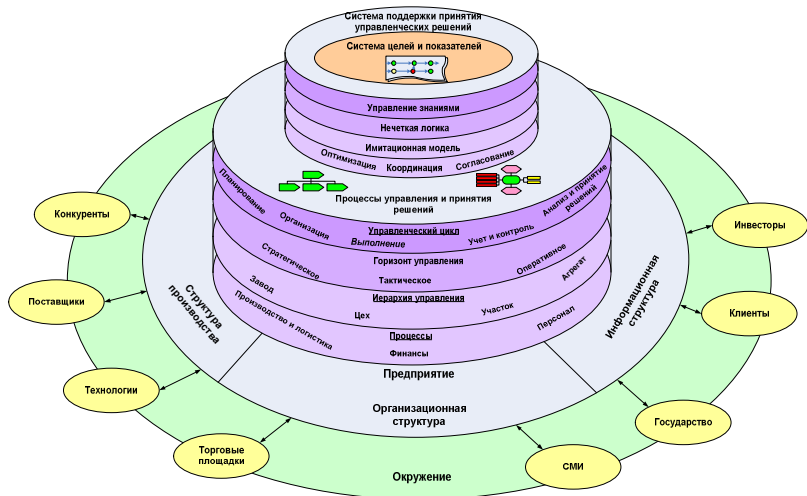 Система поддержки принятия
управленческих решений
Система целей и показателей
Управление знаниями
Нечеткая логика
Имитационная модель
Оптимизация
Координация
Согласование
Процессы управления и принятия
решений
Планирование
Организация
Управленческий цикл
Выполнение
Учет и контроль
Анализ и принятие
решений
Горизонт управления
Стратегическое
Тактическое
Оперативное
Иерархия управления
Завод
Цех
Участок
Агрегат
Процессы
Производство и логистика
Финансы
Персонал
Предприятие
Структура
производства
Организационная
структура
Информационная
структура
Окружение
Конкуренты
Поставщики
Технологии
Торговые
площадки
СМИ
Государство
Клиенты
Инвесторы